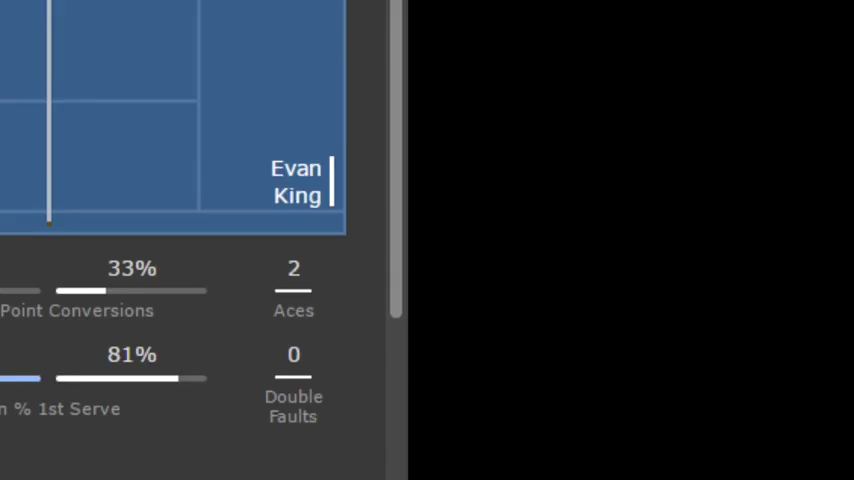 Evan
King
33%
2
Point Conversions
Aces
81%
0
% 1st Serve
Double
Faults